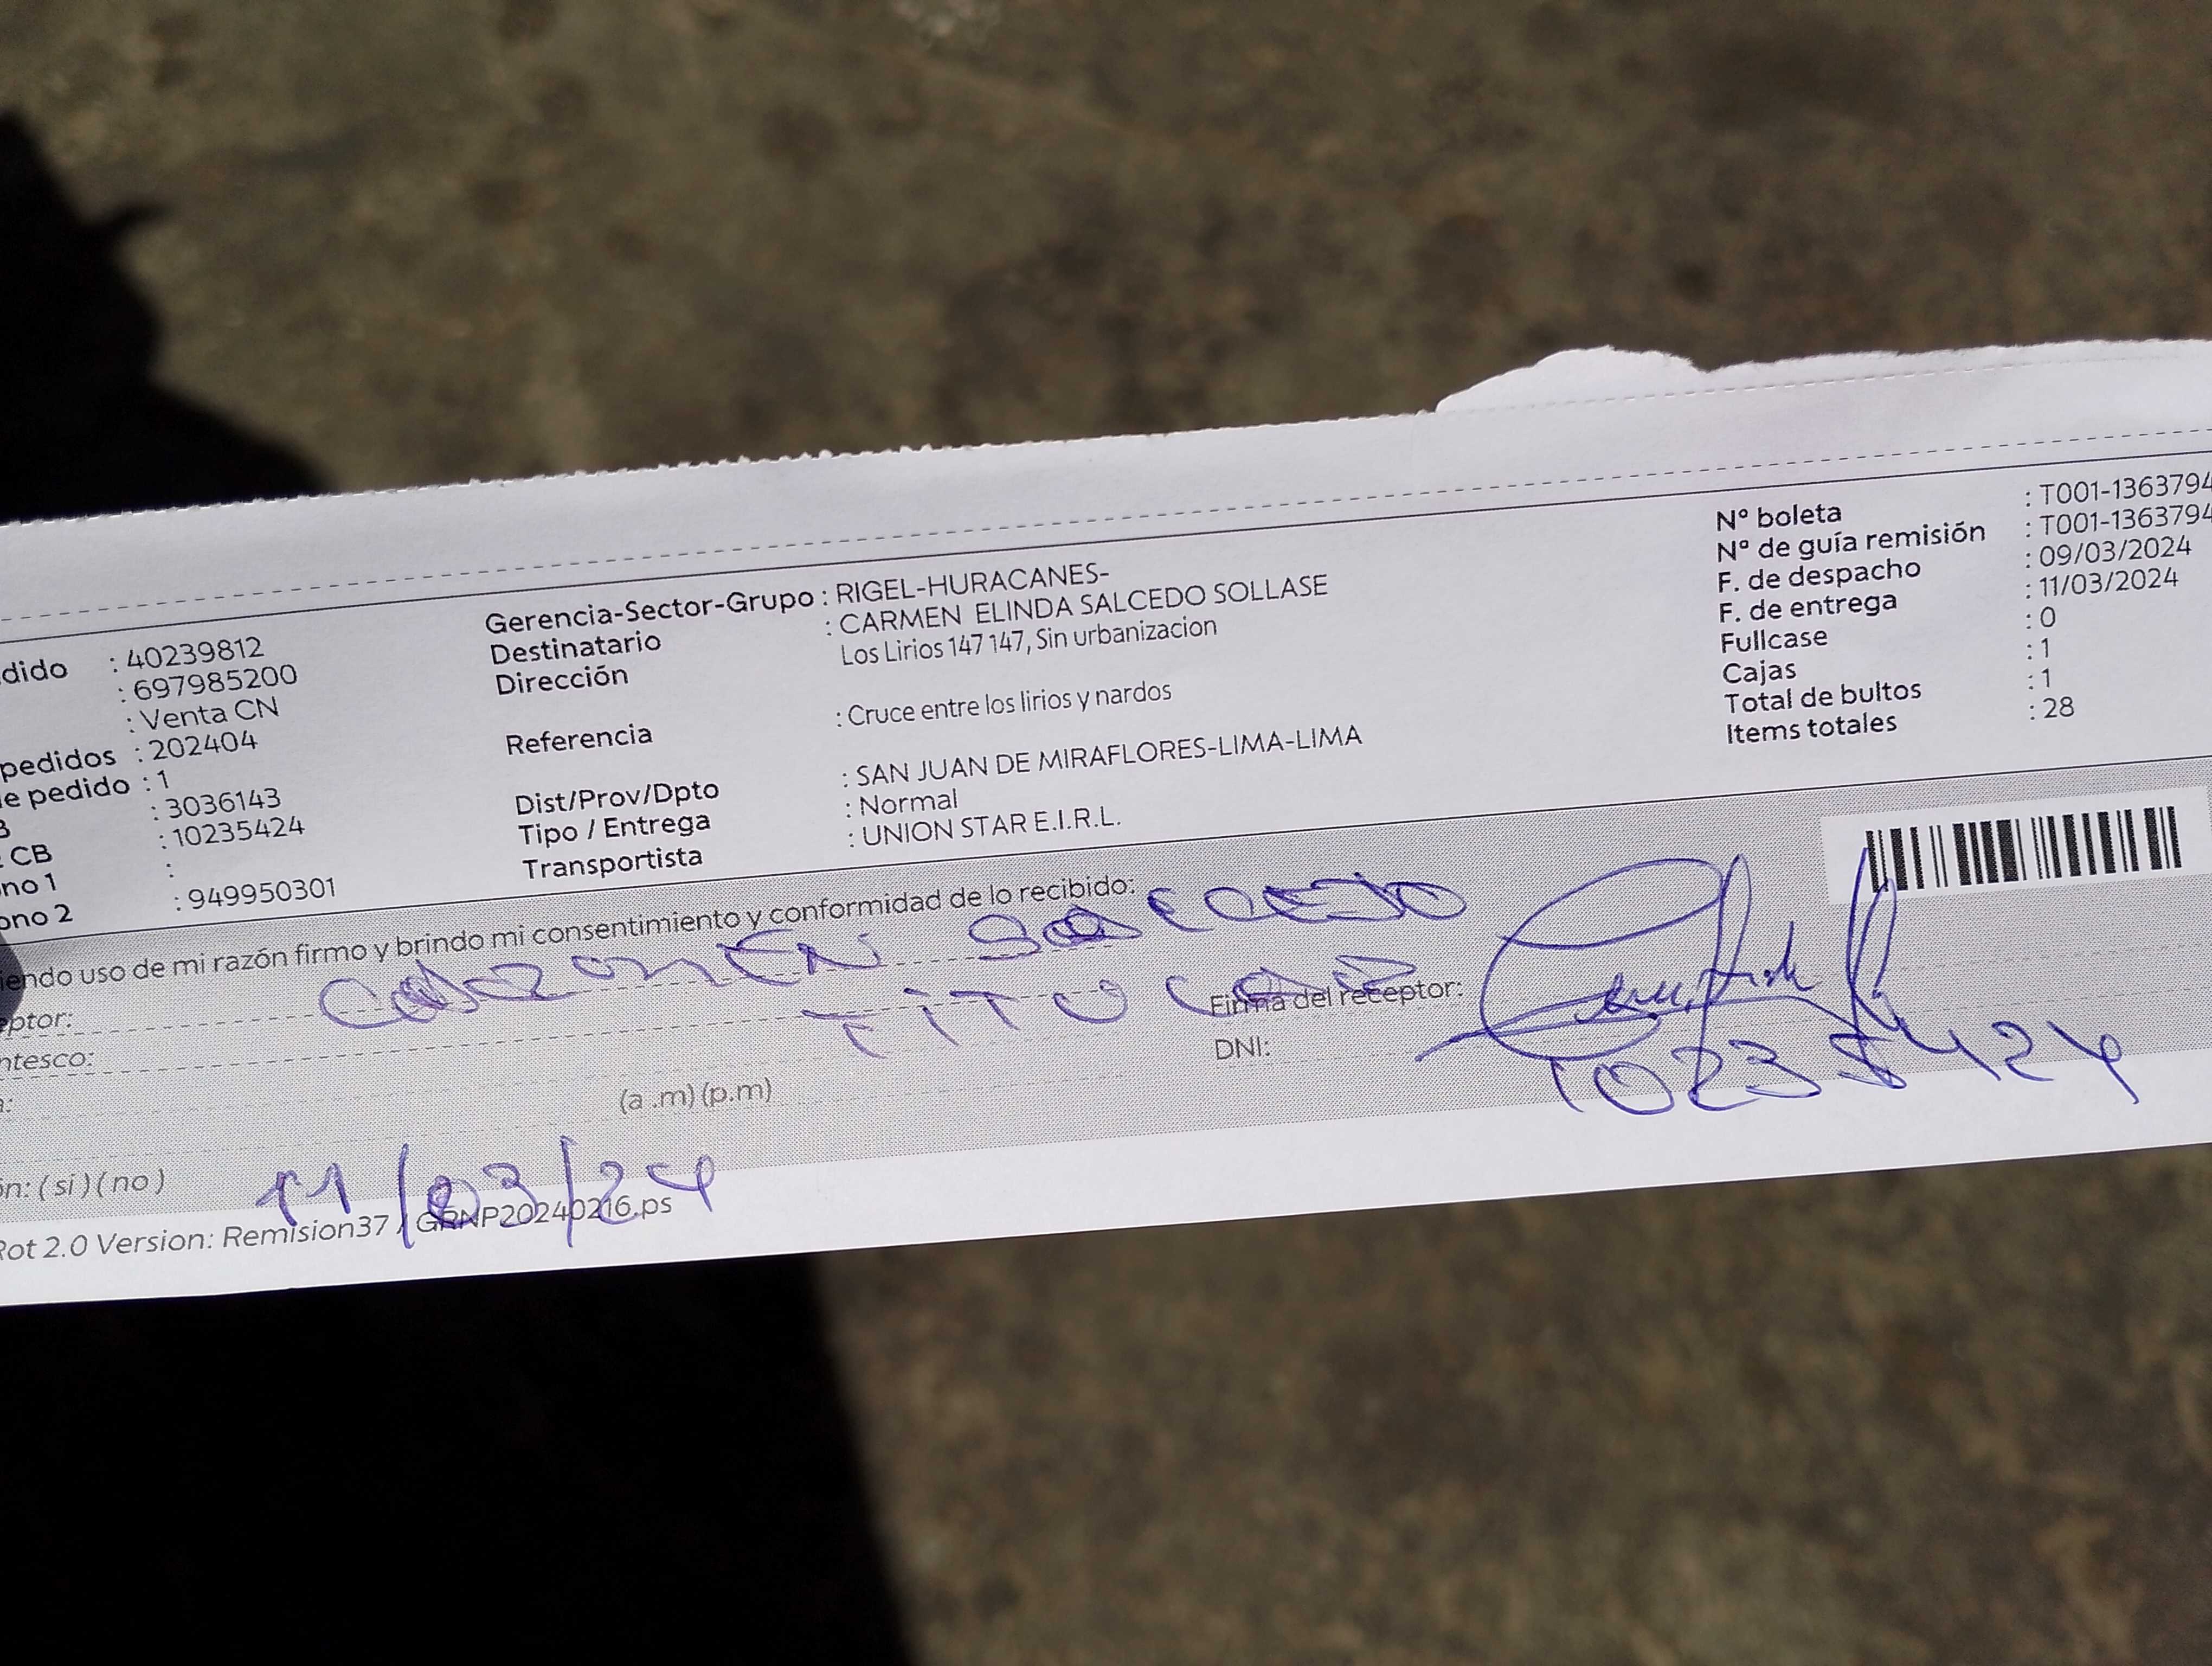 dido : 40239812
: 697985200
: Venta CN
pedidos : 202404
e pedido : 1
: 3036143
CB : 10235424
no 1 :
ono 2 : 949950301
Gerencia-Sector-Grupo : RIGEL-HURACANES-
Destinatario : CARMEN ELINDA SALCEDO SOLLASE
Dirección Los Lirios 147 147, Sin urbanizacion
Referencia : Cruce entre los lirios y nardos
Dist/Prov/Dpto : SAN JUAN DE MIRAFLORES-LIMA-LIMA
Tipo / Entrega : Normal
Transportista : UNION STAR E.I.R.L.
N° boleta : T001-1363794
N° de guía remisión : T001-1363794
F. de despacho : 09/03/2024
F. de entrega : 11/03/2024
Fullcase : 0
Cajas : 1
Total de bultos : 1
Items totales : 28
iendo uso de mi razón firmo y brindo mi consentimiento y conformidad de lo recibido:
eptor: CARMEN SALCEDO
ntesco: TITULAR
Firma del receptor:
DNI: 10235424
a: (a .m) (p.m)
ón: ( si ) ( no ) 11/03/24
Rot 2.0 Version: Remision37 / GRNP20240216.ps